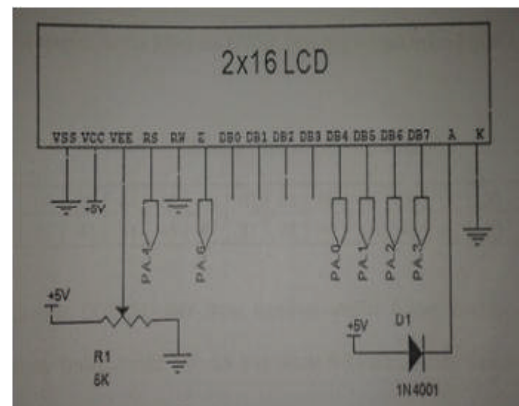 2x16 LCD
VSS VCC VEE RS RW E DB0 DB1 DB2 DB3 DB4 DB5 DB6 DB7 A K
+5V
PA.4 PA.6 PA.0 PA.1 PA.2 PA.3
+5V
R1
5K
+5V
D1
1N4001